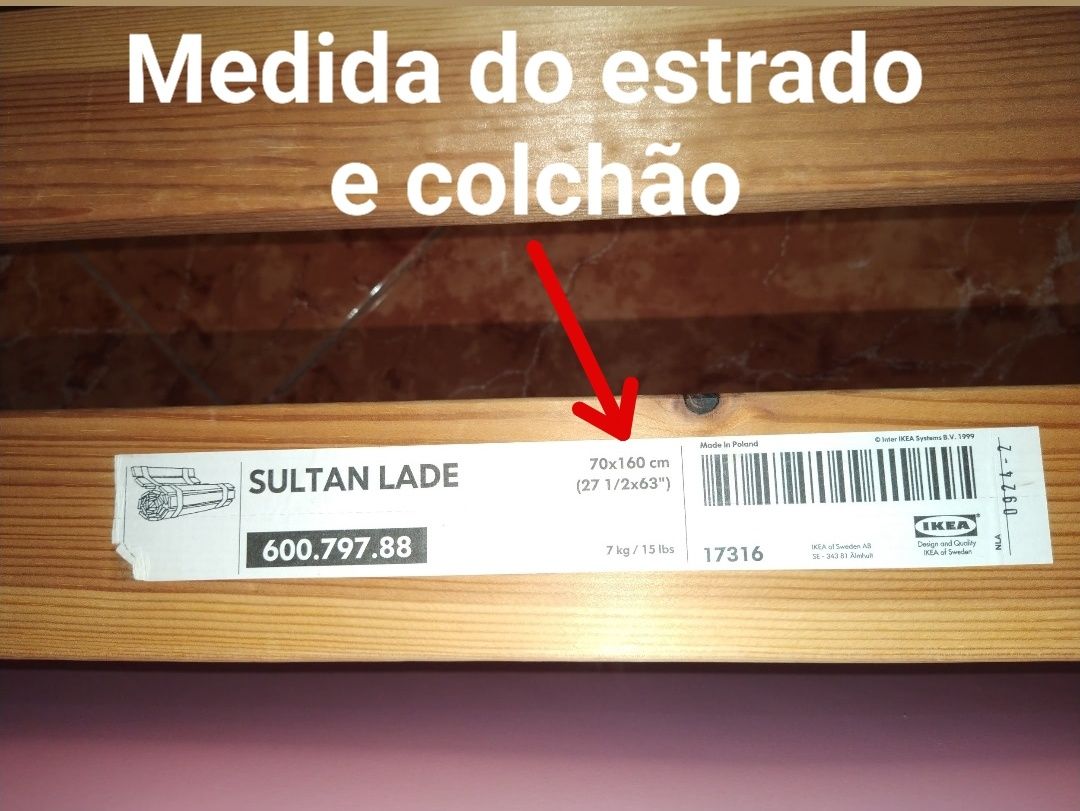 Medida do estrado
e colchão
SULTAN LADE
70x160 cm
(27 1/2x63")
600.797.88
7 kg / 15 lbs
Made in Poland
© Inter IKEA Systems B.V. 1999
17316
IKEA of Sweden AB
SE - 343 81 Älmhult
IKEA®
Design and Quality
IKEA of Sweden
NLA
0924-2